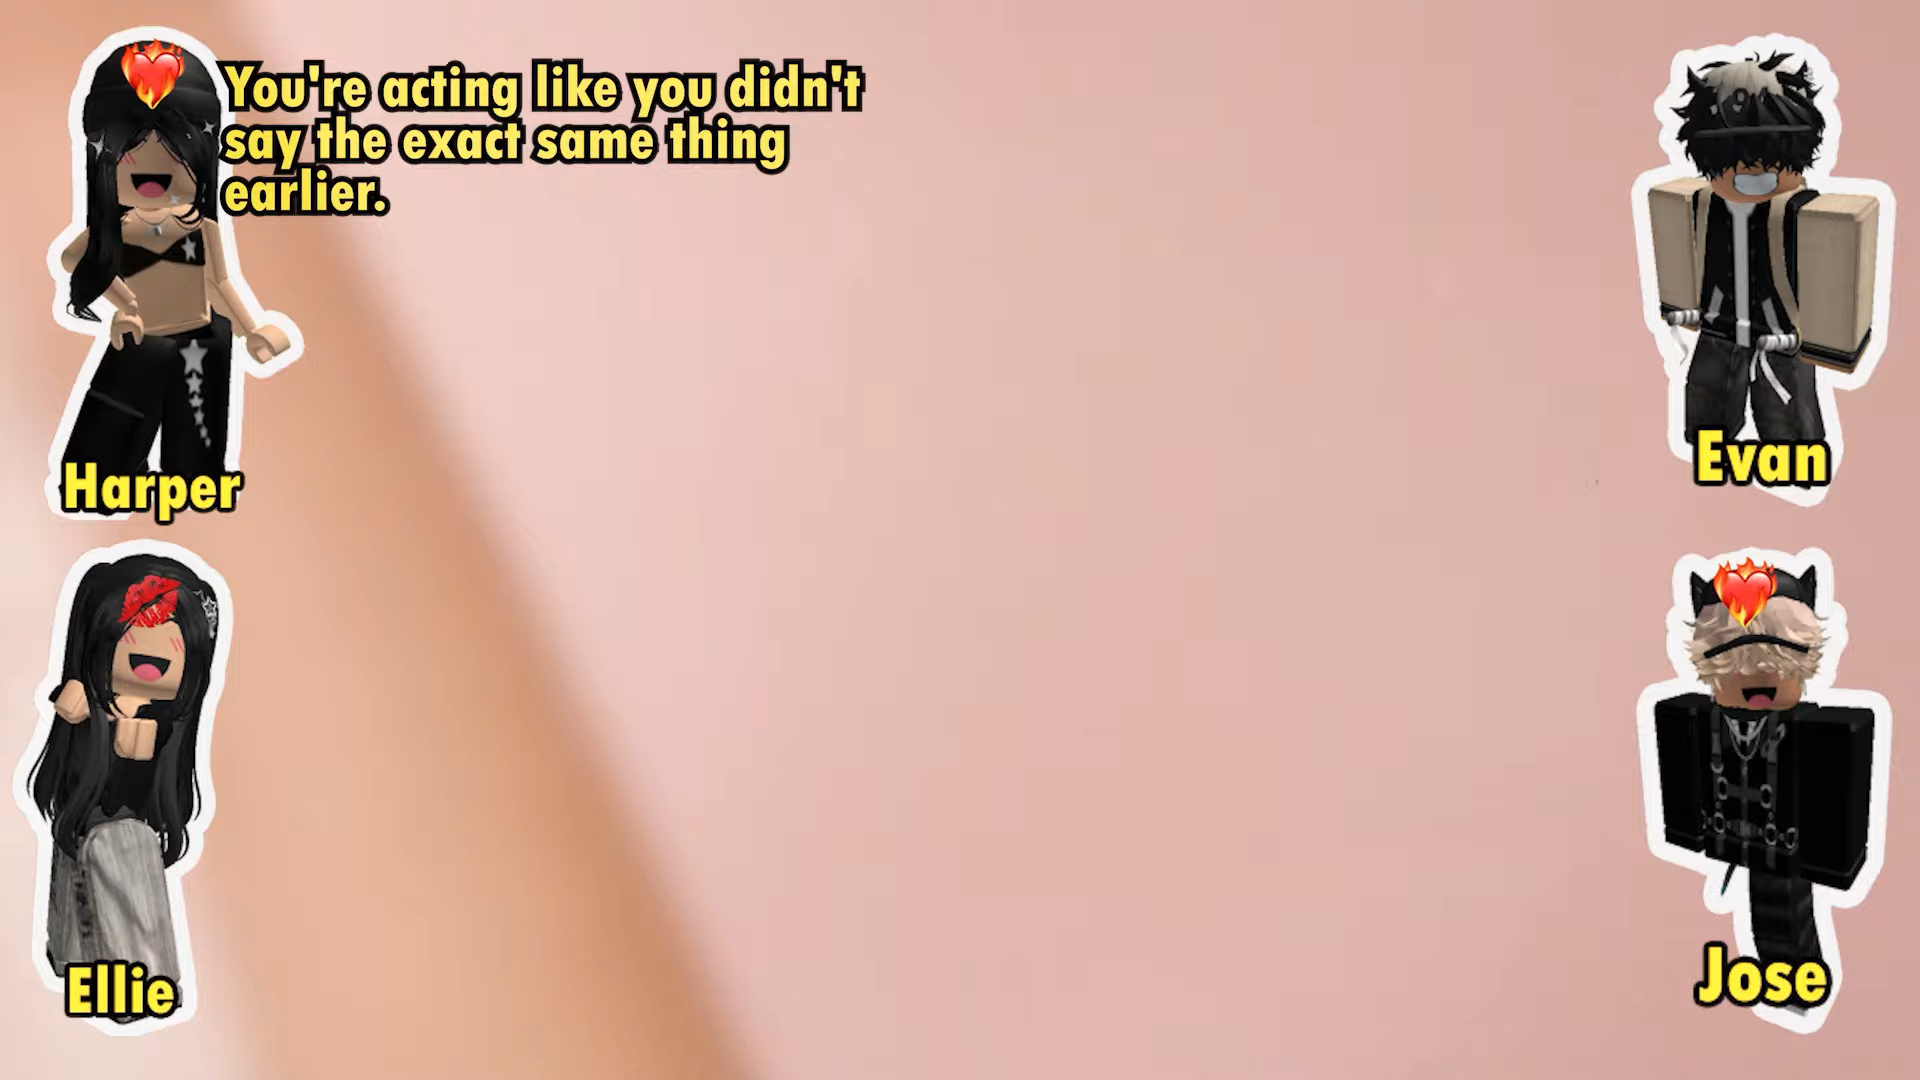 You're acting like you didn't
say the exact same thing
earlier.
Harper
Evan
Ellie
Jose